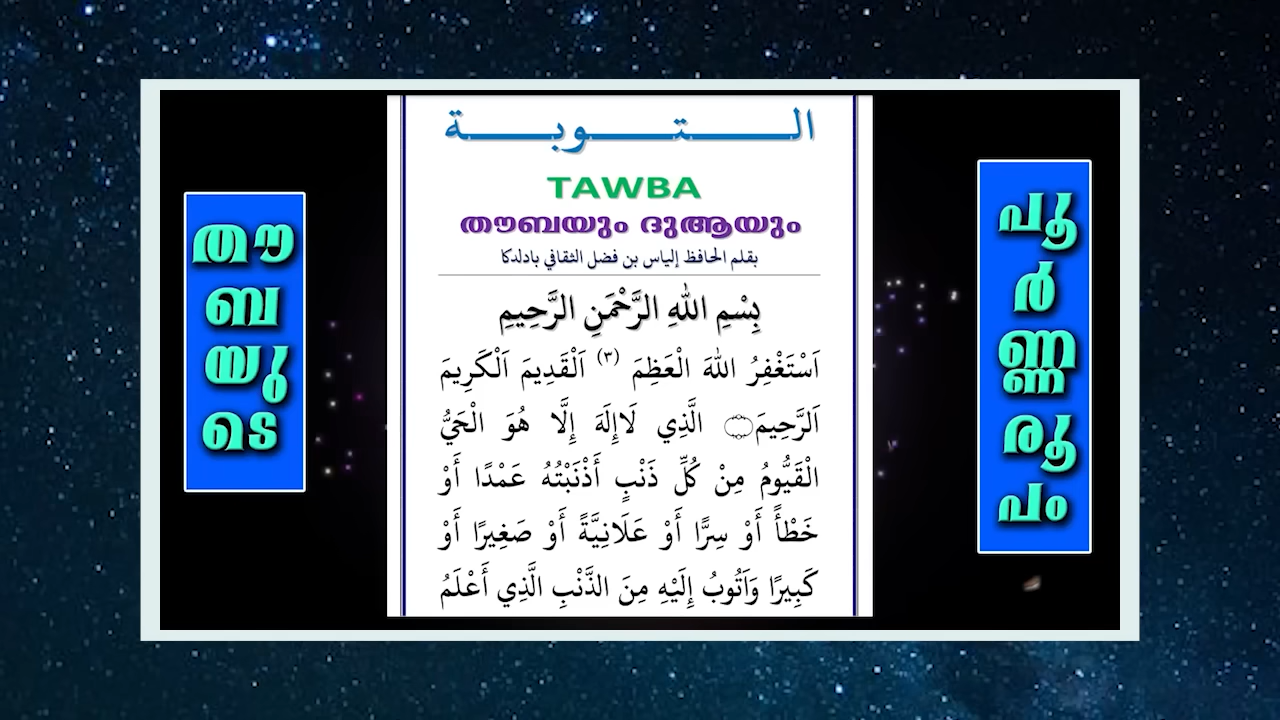 التوبة
TAWBA
തൗബയും ദുആയും
بقلم الحافظ إلياس بن فضل الثقافي بادلدكا
بِسْمِ اللهِ الرَّحْمَنِ الرَّحِيمِ
اَسْتَغْفِرُ اللهَ الْعَظِمَ (٣) اَلْقَدِيمَ اَلْكَرِيمَ
اَلرَّحِيمَ۝ الَّذِي لَاإِلَهَ إِلَّا هُوَ الْحَيُّ
الْقَيُّومُ مِنْ كُلِّ ذَنْبٍ أَذْنَبْتُهُ عَمْدًا أَوْ
خَطْأً أَوْ سِرًّا أَوْ عَلَانِيَّةً أَوْ صَغِيرًا أَوْ
كَبِيرًا وَاَتُوبُ إِلَيْهِ مِنَ الذَّنْبِ الَّذِي أَعْلَمُ
തൗ
ബ
യു
ടെ
പൂ
ർ
ണ്ണ
രൂ
പം